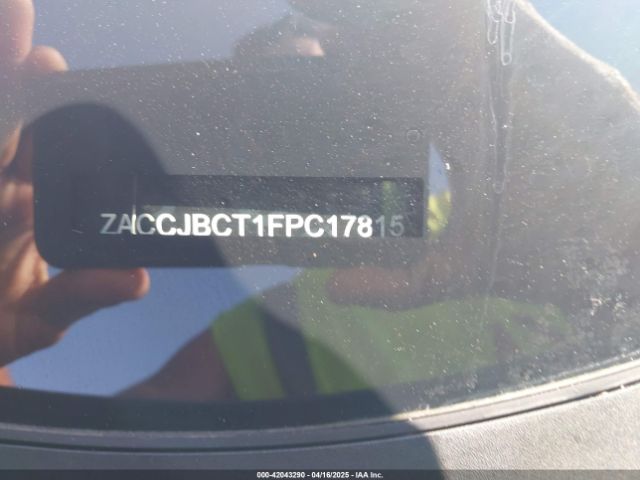 ZACCJBCT1FPC17815
000-42043290 - 04/16/2025 - IAA Inc.